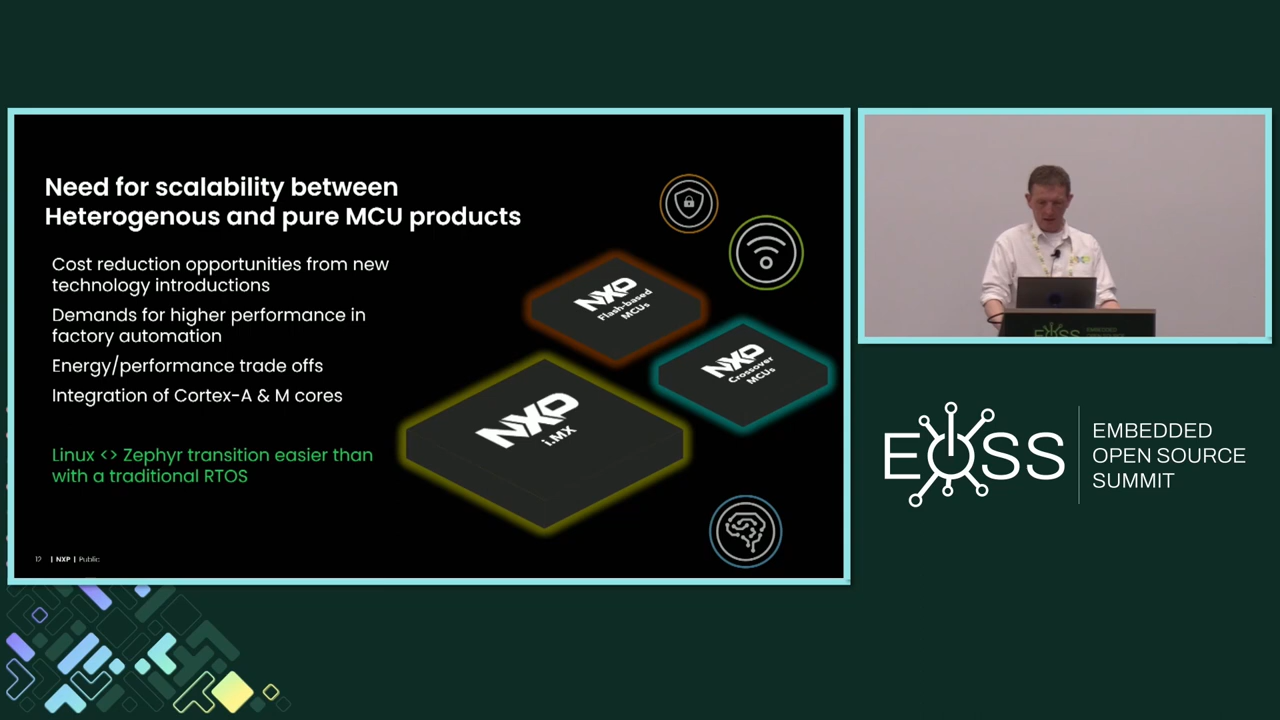 Need for scalability between
Heterogenous and pure MCU products
Cost reduction opportunities from new
technology introductions
Demands for higher performance in
factory automation
Energy/performance trade offs
Integration of Cortex-A & M cores
Linux <> Zephyr transition easier than
with a traditional RTOS
12 | NXP | Public
NXP
Flash-based
MCUs
NXP
Crossover
MCUs
NXP
i.MX
EOSS
EMBEDDED
OPEN SOURCE
SUMMIT
EOSS